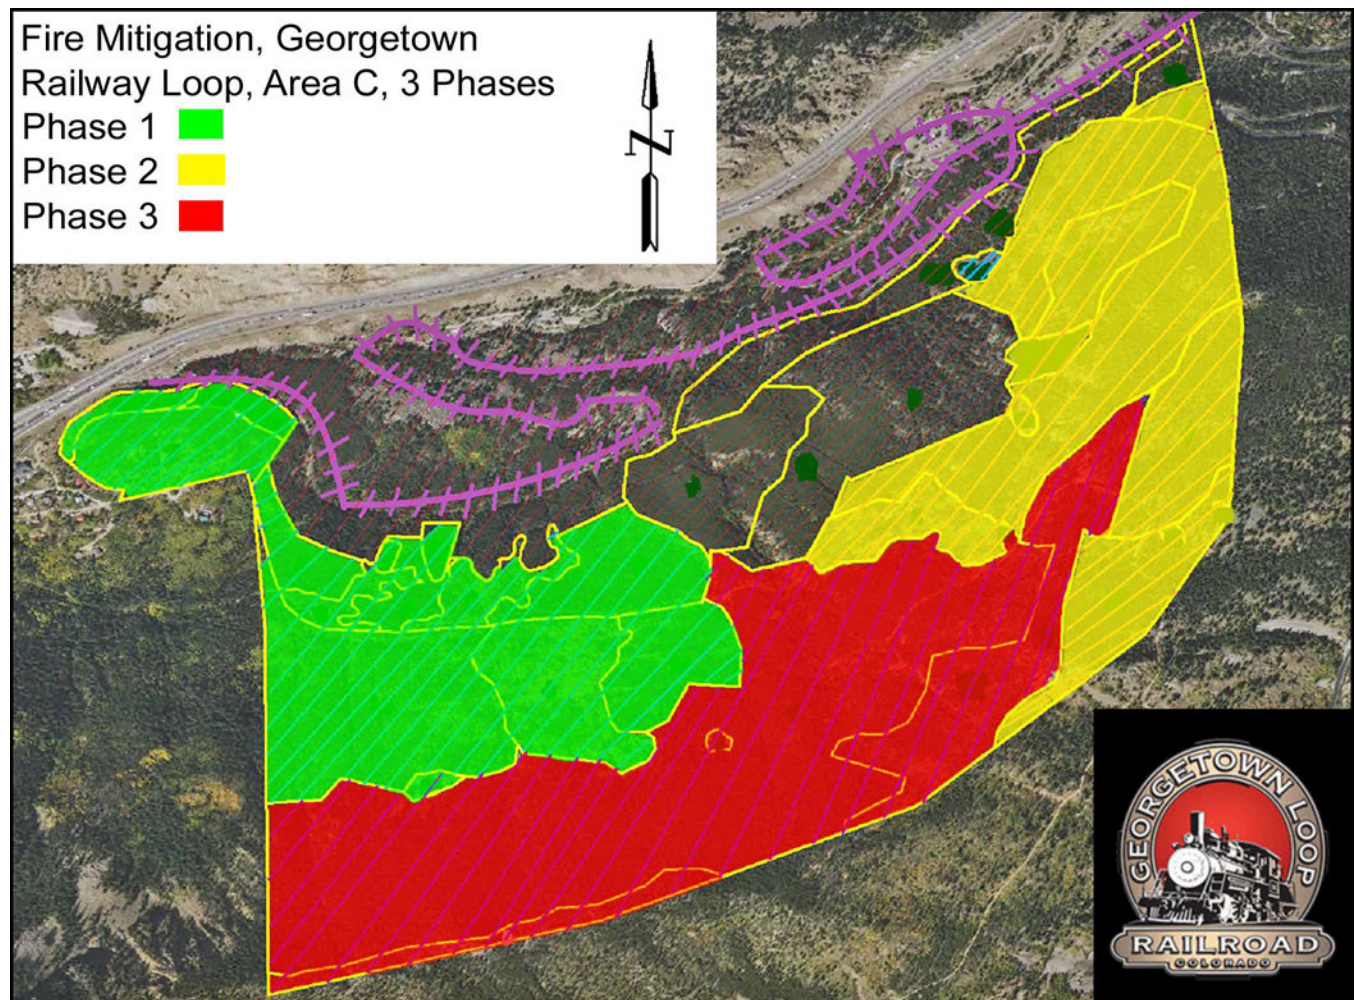 Fire Mitigation, Georgetown
Railway Loop, Area C, 3 Phases
Phase 1
Phase 2
Phase 3
N
GEORGETOWN LOOP
RAILROAD
COLORADO